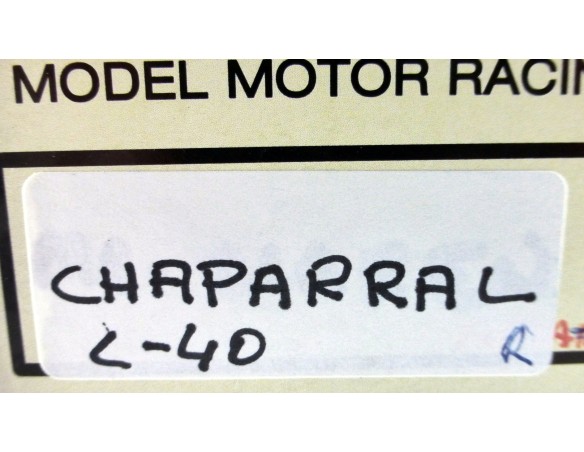 MODEL MOTOR RACIN
CHAPARRAL
C-40 R